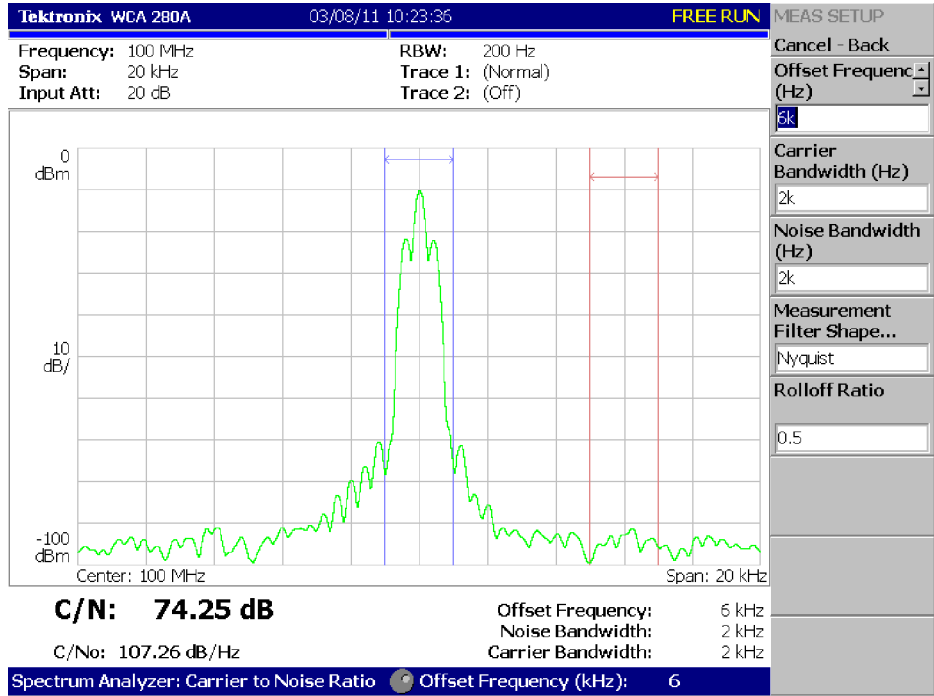 Tektronix WCA 280A 03/08/11 10:23:36 FREE RUN
MEAS SETUP
Cancel - Back
Frequency: 100 MHz RBW: 200 Hz
Span: 20 kHz Trace 1: (Normal)
Input Att: 20 dB Trace 2: (Off)
Offset Frequenc
(Hz)
6k
Carrier
Bandwidth (Hz)
2k
Noise Bandwidth
(Hz)
2k
Measurement
Filter Shape...
Nyquist
Rolloff Ratio
0.5
0
dBm
10
dB/
-100
dBm
Center: 100 MHz Span: 20 kHz
C/N: 74.25 dB
C/No: 107.26 dB/Hz
Offset Frequency: 6 kHz
Noise Bandwidth: 2 kHz
Carrier Bandwidth: 2 kHz
Spectrum Analyzer: Carrier to Noise Ratio Offset Frequency (kHz): 6